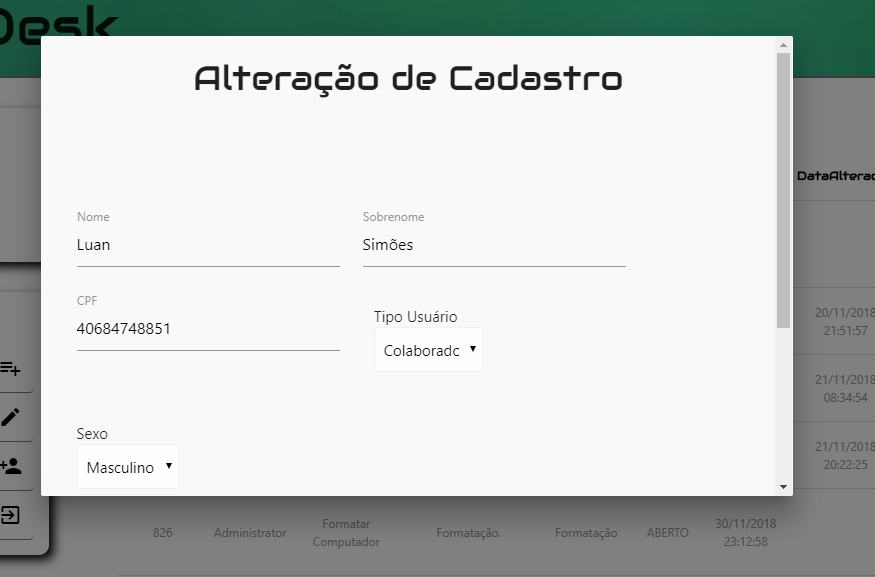 Desk
Alteração de Cadastro
DataAlterac
Nome
Sobrenome
Luan
Simões
CPF
40684748851
Tipo Usuário
Colaboradc
20/11/2018
21:51:57
21/11/2018
08:34:54
Sexo
Masculino
21/11/2018
20:22:25
826 Administrator Formatar Computador Formatação. Formatação ABERTO 30/11/2018 23:12:58